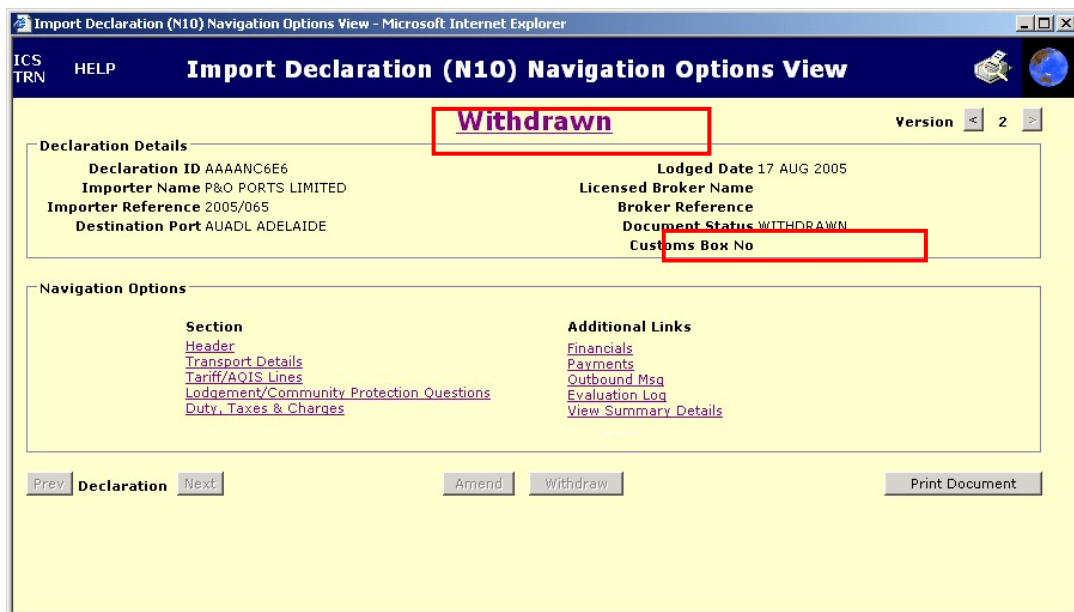 Import Declaration (N10) Navigation Options View - Microsoft Internet Explorer
ICS TRN HELP Import Declaration (N10) Navigation Options View
Withdrawn Version < 2 >
Declaration Details
Declaration ID AAAANC6E6 Lodged Date 17 AUG 2005
Importer Name P&O PORTS LIMITED Licensed Broker Name
Importer Reference 2005/065 Broker Reference
Destination Port AUADL ADELAIDE Document Status WITHDRAWN
Customs Box No
Navigation Options
Section Additional Links
Header Financials
Transport Details Payments
Tariff/AQIS Lines Outbound Msg
Lodgement/Community Protection Questions Evaluation Log
Duty, Taxes & Charges View Summary Details
Prev Declaration Next Amend Withdraw Print Document